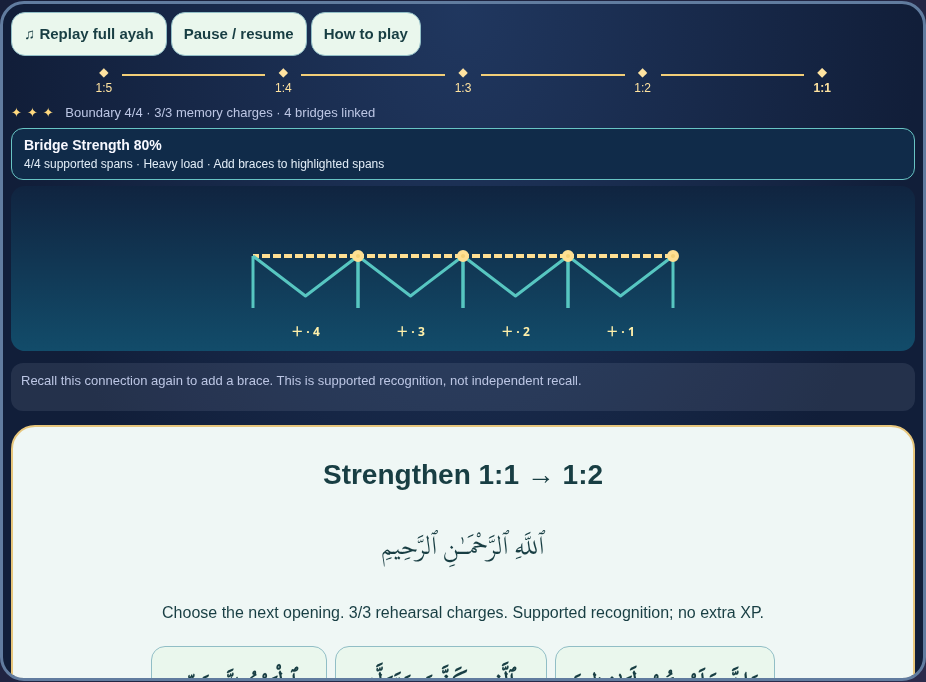 ♫ Replay full ayah Pause / resume How to play
1:5 1:4 1:3 1:2 1:1
✦ ✦ ✦ Boundary 4/4 · 3/3 memory charges · 4 bridges linked
Bridge Strength 80%
4/4 supported spans · Heavy load · Add braces to highlighted spans
+ · 4 + · 3 + · 2 + · 1
Recall this connection again to add a brace. This is supported recognition, not independent recall.
Strengthen 1:1 → 1:2
ٱللَّهِ ٱلرَّحْمَـٰنِ ٱلرَّحِيمِ
Choose the next opening. 3/3 rehearsal charges. Supported recognition; no extra XP.